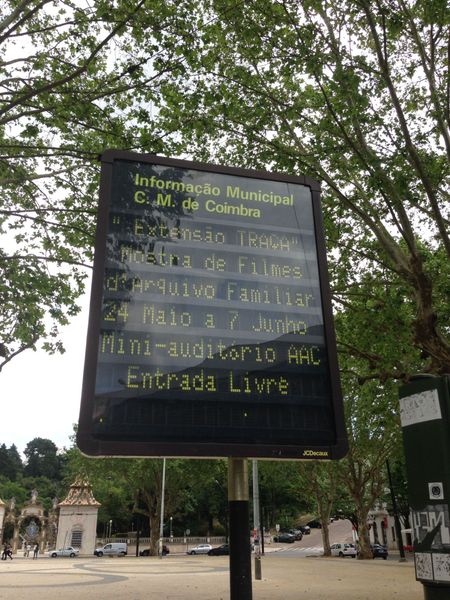 Informação Municipal
C. M. de Coimbra
" Extensão TRAÇA"
Mostra de Filmes
d'Arquivo Familiar
24 Maio a 7 Junho
Mini-auditório AAC
Entrada Livre
JCDecaux